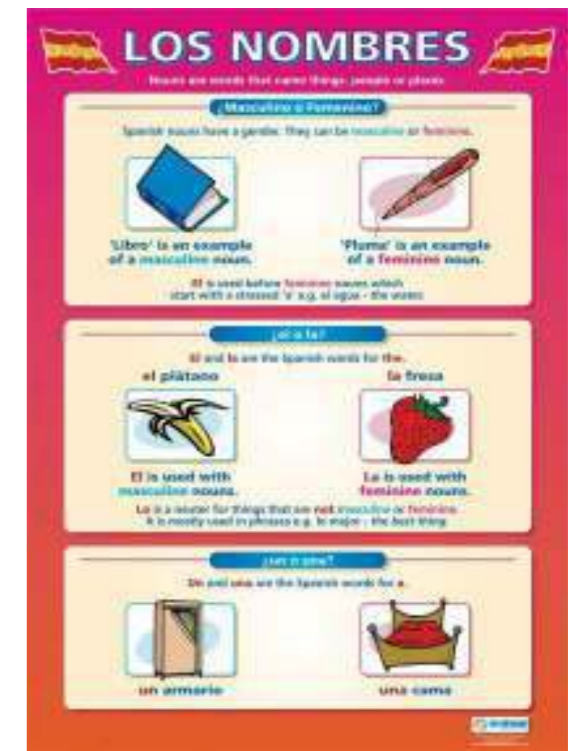 LOS NOMBRES
Nouns are words that name things, people or places
¿Masculino o Femenino?
Spanish nouns have a gender. They can be masculine or feminine.
'Libro' is an example
of a masculine noun.
'Pluma' is an example
of a feminine noun.
El is used before feminine nouns which
start with a stressed 'a' e.g. el agua - the water
¿el o la?
El and la are the Spanish words for the.
el plátano
la fresa
El is used with
masculine nouns.
La is used with
feminine nouns.
Lo is a neuter for things that are not masculine or feminine
It is mostly used in phrases e.g. lo mejor - the best thing
¿un o una?
Un and una are the Spanish words for a.
un armario
una cama